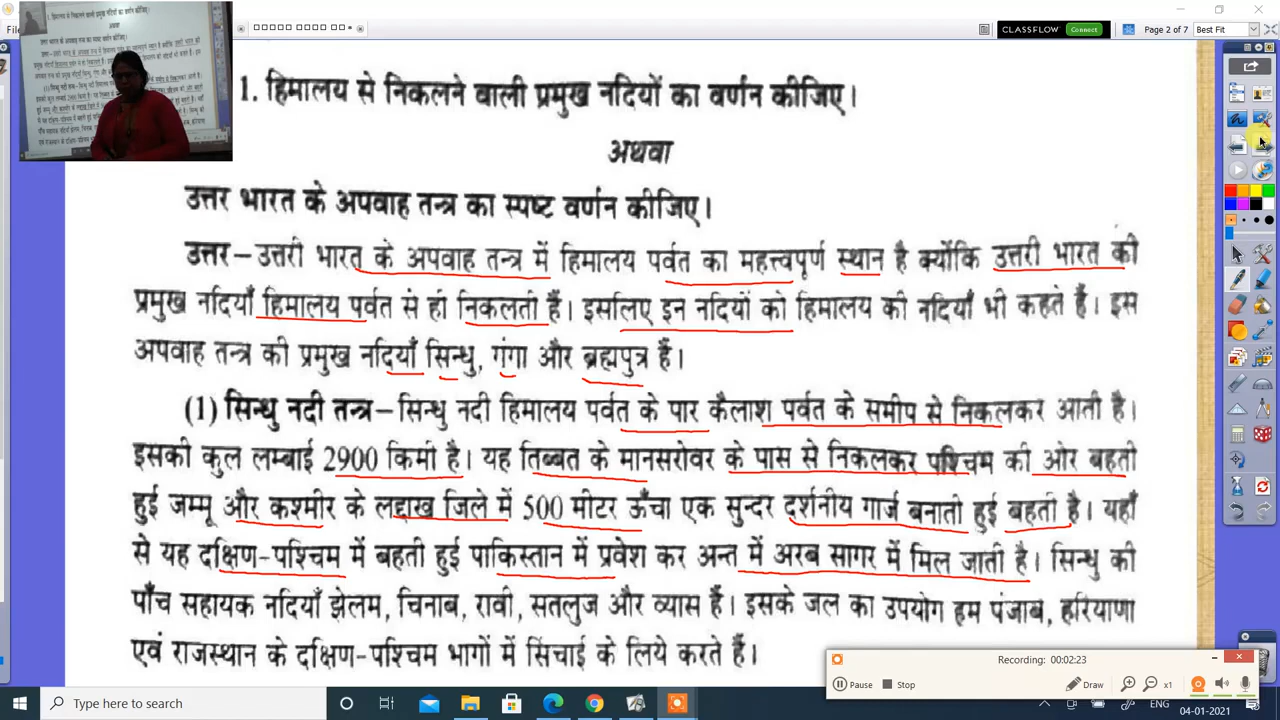 CLASSFLOW Connect Page 2 of 7 Best Fit
1. हिमालय से निकलने वाली प्रमुख नदियों का वर्णन कीजिए।
अथवा
उत्तर भारत के अपवाह तन्त्र का स्पष्ट वर्णन कीजिए।
उत्तर–उत्तरी भारत के अपवाह तन्त्र में हिमालय पर्वत का महत्त्वपूर्ण स्थान है क्योंकि उत्तरी भारत की
प्रमुख नदियाँ हिमालय पर्वत से ही निकलती हैं। इसलिए इन नदियों को हिमालय की नदियाँ भी कहते हैं। इस
अपवाह तन्त्र की प्रमुख नदियाँ सिन्धु, गंगा और ब्रह्मपुत्र हैं।
(1) सिन्धु नदी तन्त्र–सिन्धु नदी हिमालय पर्वत के पार कैलाश पर्वत के समीप से निकलकर आती है।
इसकी कुल लम्बाई 2900 किमी है। यह तिब्बत के मानसरोवर के पास से निकलकर पश्चिम की ओर बहती
हुई जम्मू और कश्मीर के लद्दाख जिले में 500 मीटर ऊँचा एक सुन्दर दर्शनीय गार्ज बनाती हुई बहती है। यहाँ
से यह दक्षिण-पश्चिम में बहती हुई पाकिस्तान में प्रवेश कर अन्त में अरब सागर में मिल जाती है। सिन्धु की
पाँच सहायक नदियाँ झेलम, चिनाब, रावी, सतलुज और व्यास हैं। इसके जल का उपयोग हम पंजाब, हरियाणा
एवं राजस्थान के दक्षिण-पश्चिम भागों में सिंचाई के लिये करते हैं।
Recording: 00:02:23
Pause Stop Draw x1
Type here to search
ENG 04-01-2021